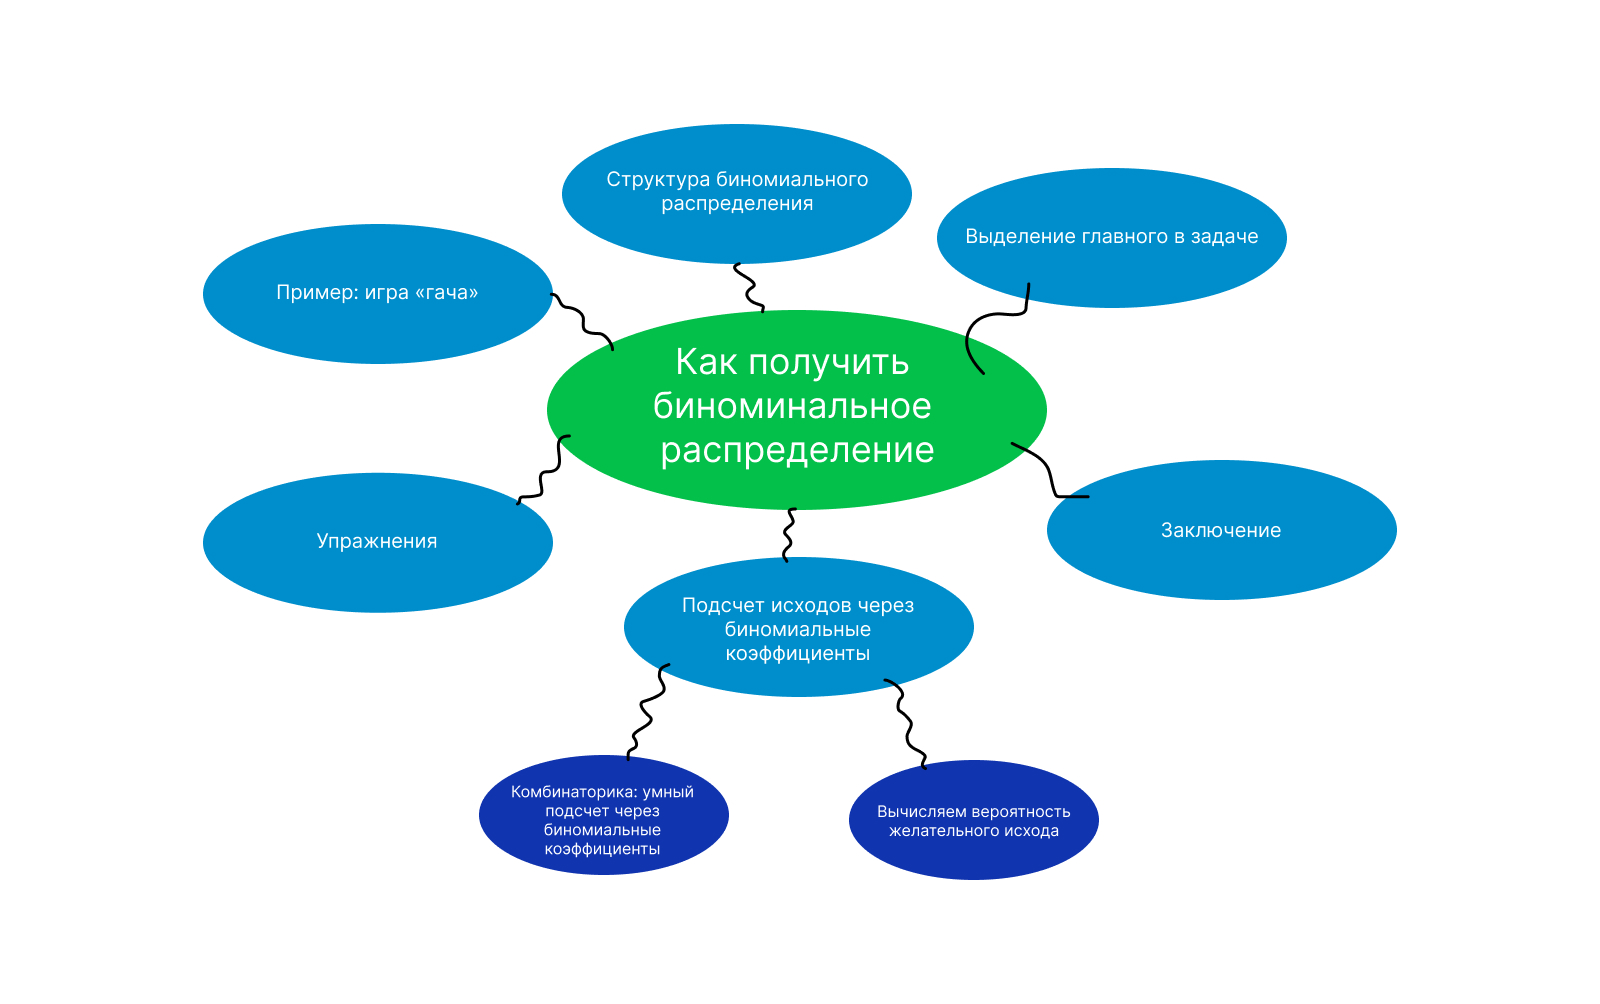 Структура биномиального
распределения
Выделение главного в задаче
Пример: игра «гача»
Как получить
биноминальное
распределение
Упражнения
Заключение
Подсчет исходов через
биномиальные
коэффициенты
Комбинаторика: умный
подсчет через
биномиальные
коэффициенты
Вычисляем вероятность
желательного исхода